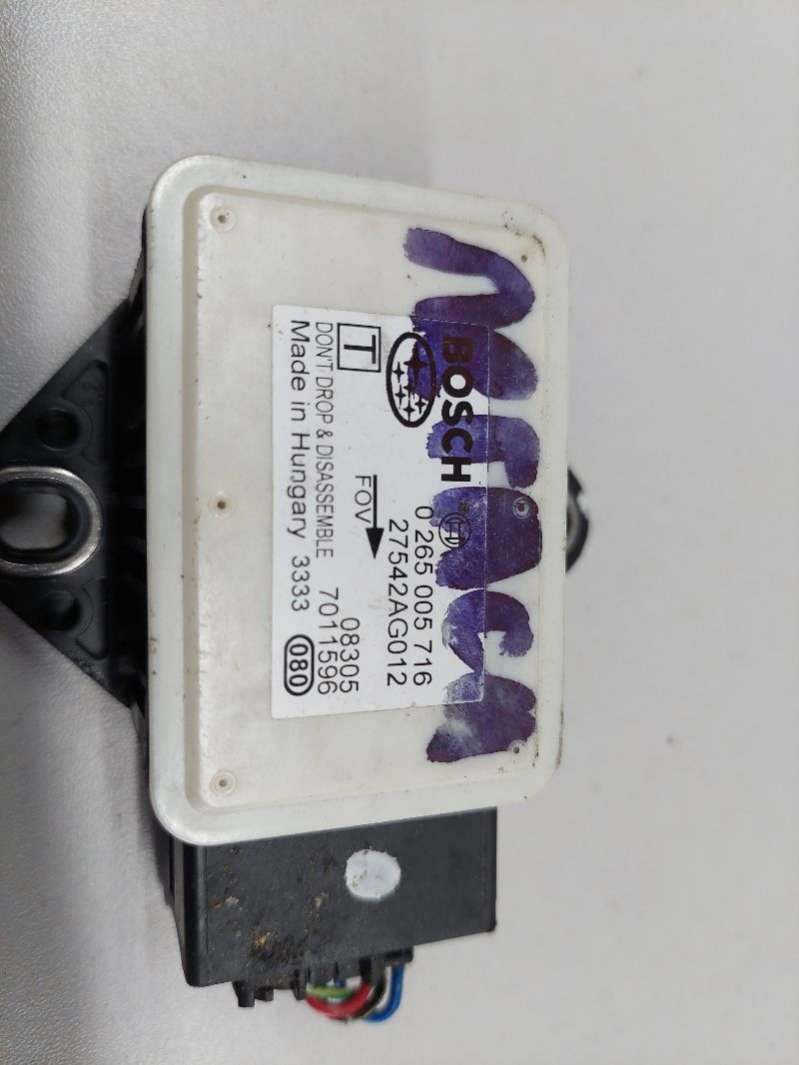 BOSCH
0 265 005 716
27542AG012
T
FOV
08305
DON'T DROP & DISASSEMBLE 7011596
Made in Hungary 3333 080